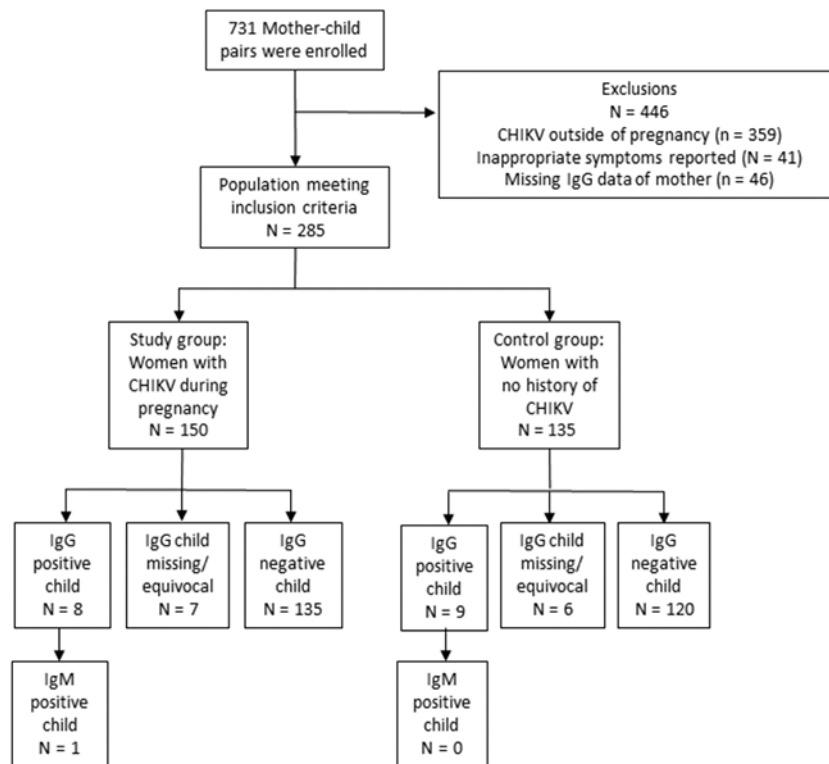 731 Mother-child
pairs were enrolled
Exclusions
N = 446
CHIKV outside of pregnancy (n = 359)
Inappropriate symptoms reported (N = 41)
Missing IgG data of mother (n = 46)
Population meeting
inclusion criteria
N = 285
Study group:
Women with
CHIKV during
pregnancy
N = 150
Control group:
Women with
no history of
CHIKV
N = 135
IgG
positive
child
N = 8
IgG child
missing/
equivocal
N = 7
IgG
negative
child
N = 135
IgG
positive
child
N = 9
IgG child
missing/
equivocal
N = 6
IgG
negative
child
N = 120
IgM
positive
child
N = 1
IgM
positive
child
N = 0